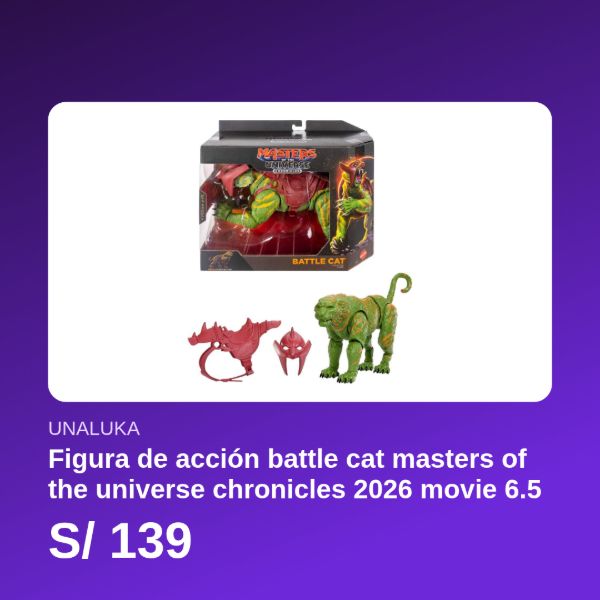 MASTERS
OF THE
UNIVERSE
BATTLE CAT
UNALUKA
Figura de acción battle cat masters of
the universe chronicles 2026 movie 6.5
S/ 139